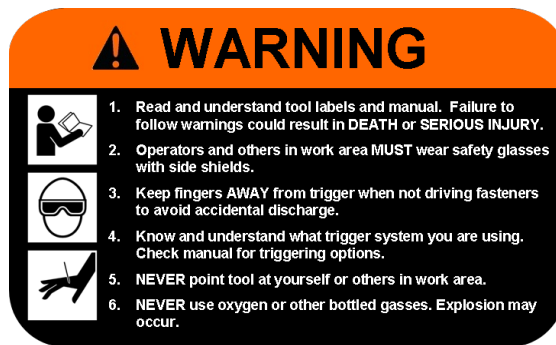 WARNING
1. Read and understand tool labels and manual. Failure to
follow warnings could result in DEATH or SERIOUS INJURY.
2. Operators and others in work area MUST wear safety glasses
with side shields.
3. Keep fingers AWAY from trigger when not driving fasteners
to avoid accidental discharge.
4. Know and understand what trigger system you are using.
Check manual for triggering options.
5. NEVER point tool at yourself or others in work area.
6. NEVER use oxygen or other bottled gasses. Explosion may
occur.